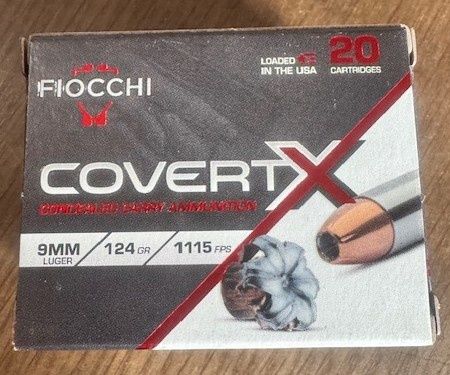 LOADED
IN THE USA
20
CARTRIDGES
FIOCCHI
COVERTX
CONCEALED CARRY AMMUNITION
9MM
LUGER
124 GR
1115 FPS